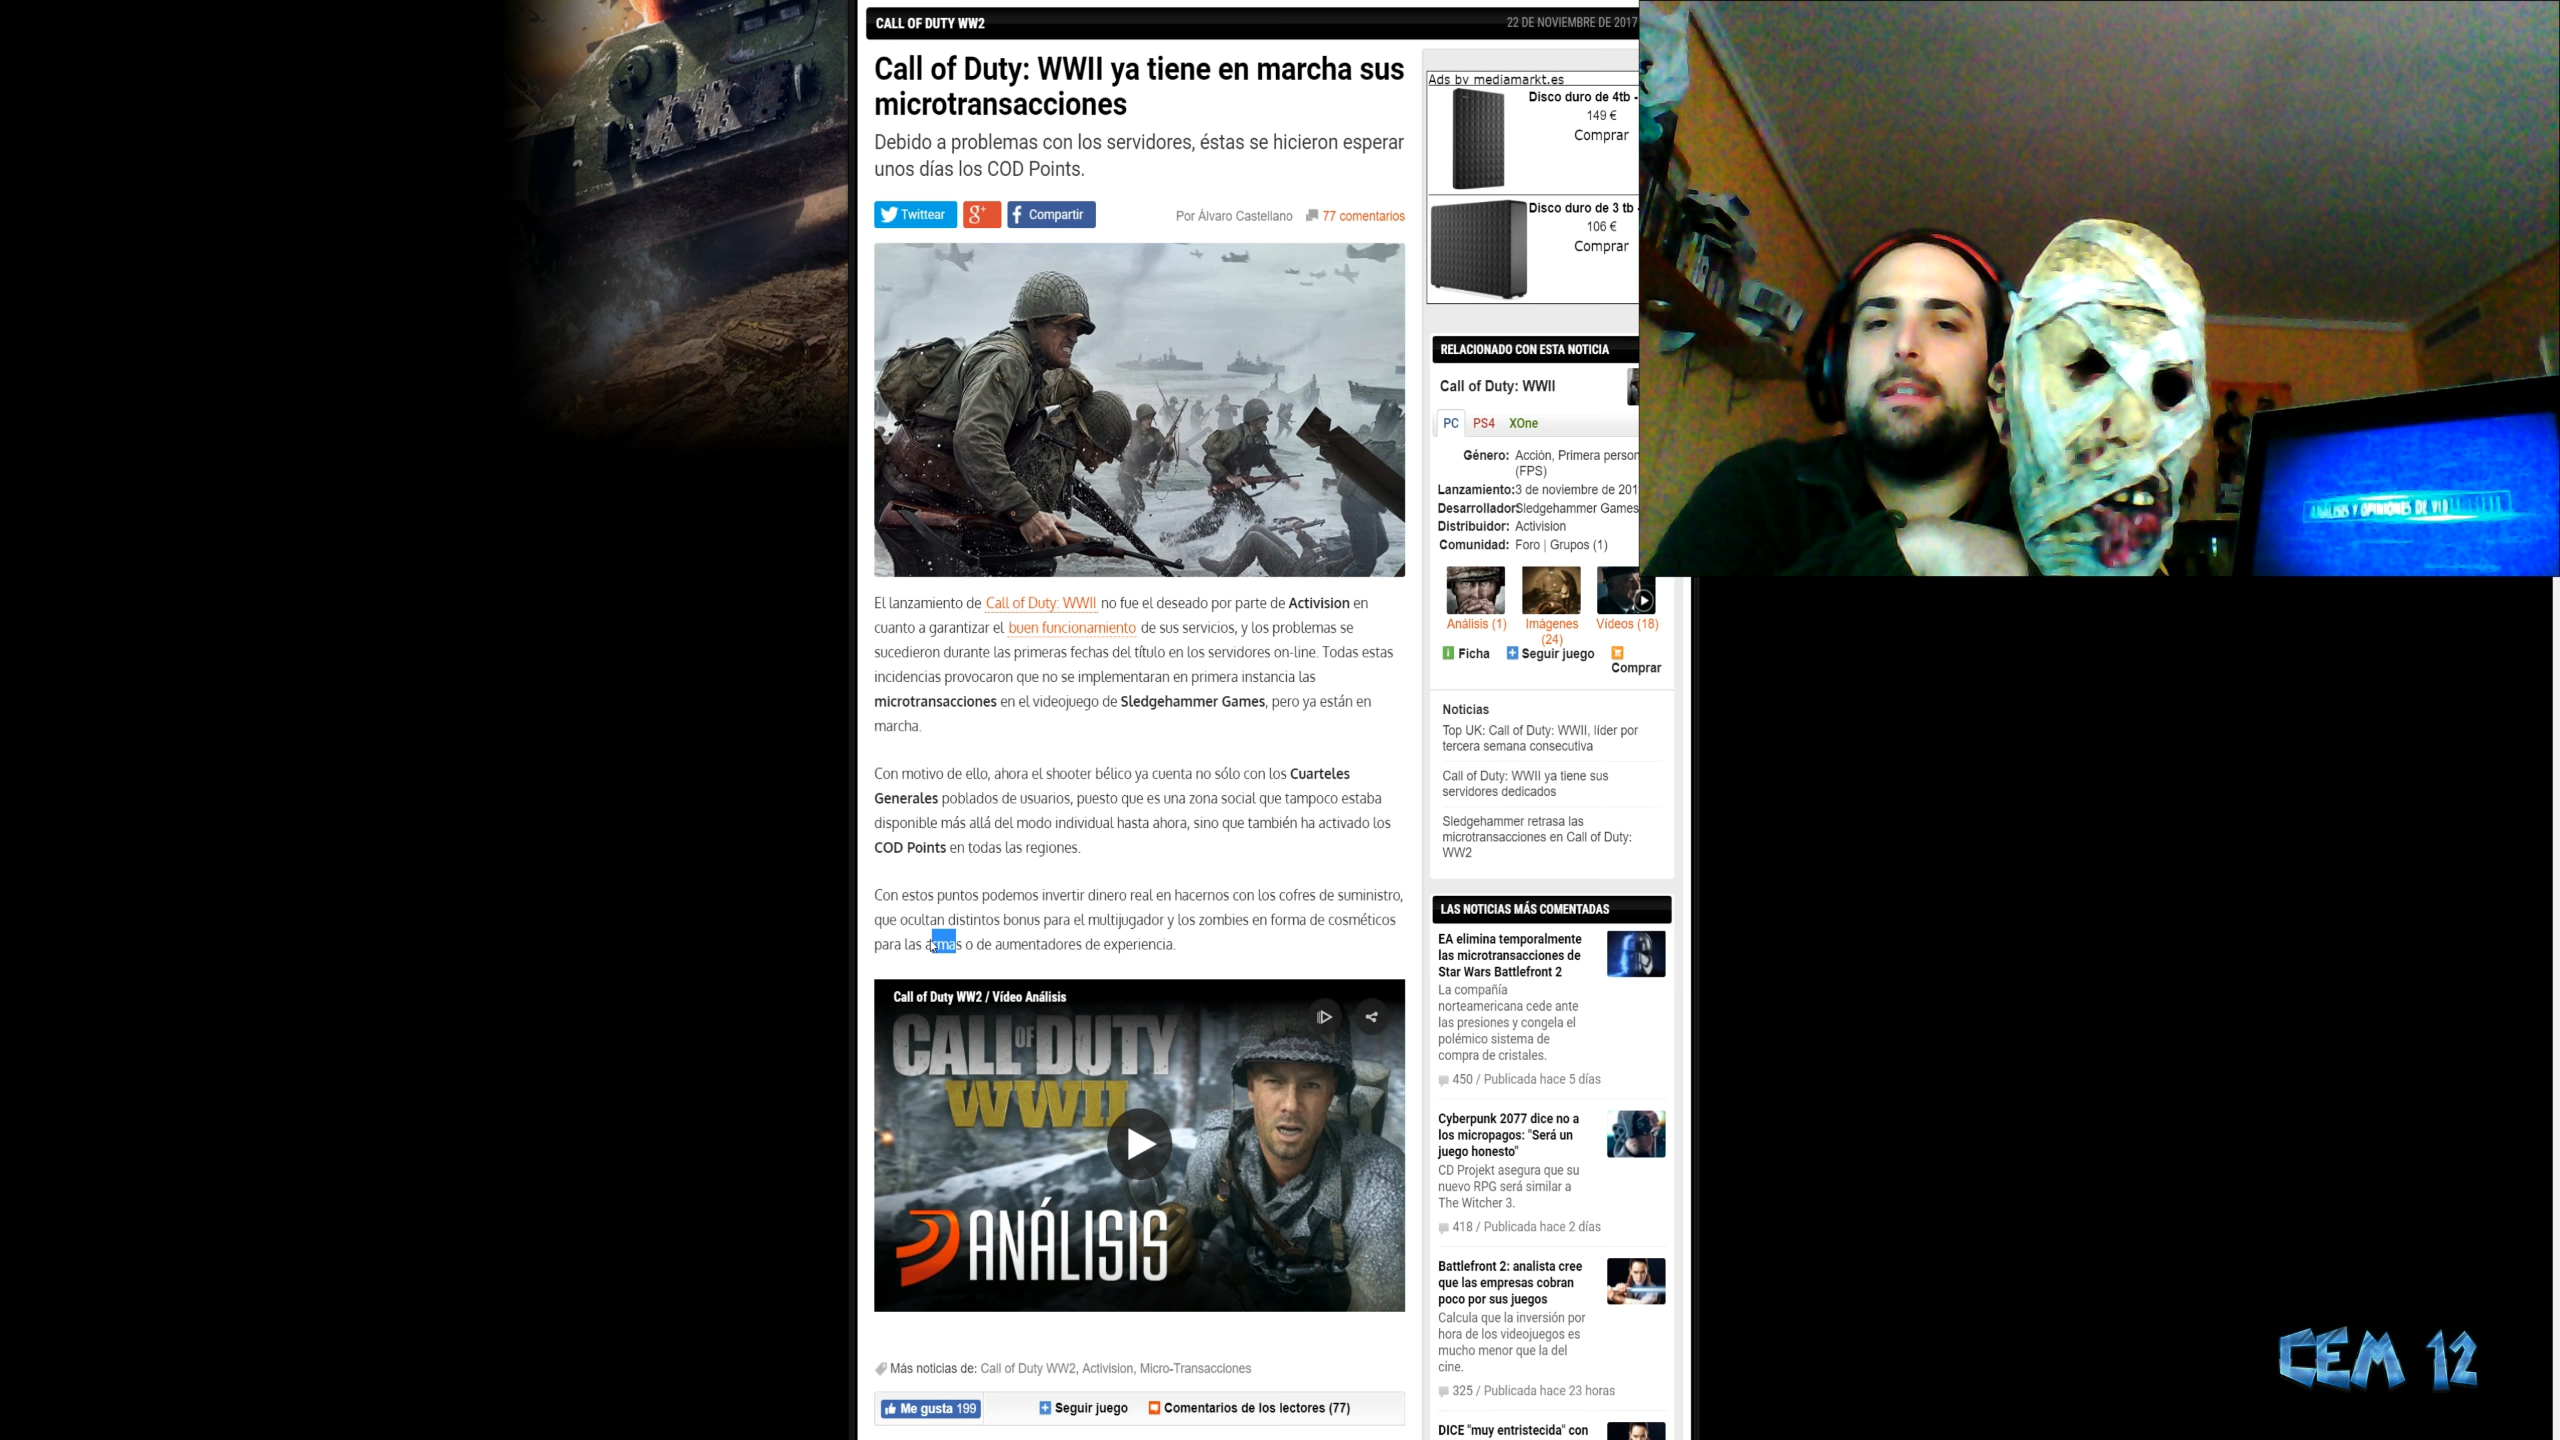 CALL OF DUTY WW2
22 DE NOVIEMBRE DE 2017
Call of Duty: WWII ya tiene en marcha sus
microtransacciones
Debido a problemas con los servidores, éstas se hicieron esperar
unos días los COD Points.
Twittear
g+
Compartir
Por Álvaro Castellano
77 comentarios
El lanzamiento de Call of Duty: WWII no fue el deseado por parte de Activision en
cuanto a garantizar el buen funcionamiento de sus servicios, y los problemas se
sucedieron durante las primeras fechas del título en los servidores on-line. Todas estas
incidencias provocaron que no se implementaran en primera instancia las
microtransacciones en el videojuego de Sledgehammer Games, pero ya están en
marcha.
Con motivo de ello, ahora el shooter bélico ya cuenta no sólo con los Cuarteles
Generales poblados de usuarios, puesto que es una zona social que tampoco estaba
disponible más allá del modo individual hasta ahora, sino que también ha activado los
COD Points en todas las regiones.
Con estos puntos podemos invertir dinero real en hacernos con los cofres de suministro,
que ocultan distintos bonus para el multijugador y los zombies en forma de cosméticos
para las armas o de aumentadores de experiencia.
Call of Duty WW2 / Vídeo Análisis
CALL OF DUTY
WWII
ANÁLISIS
Más noticias de: Call of Duty WW2, Activision, Micro-Transacciones
Me gusta 199
Seguir juego
Comentarios de los lectores (77)
Ads by mediamarkt.es
Disco duro de 4tb -
149 €
Comprar
Disco duro de 3 tb -
106 €
Comprar
RELACIONADO CON ESTA NOTICIA
Call of Duty: WWII
PC PS4 XOne
Género: Acción, Primera person
(FPS)
Lanzamiento: 3 de noviembre de 201
Desarrollador: Sledgehammer Games
Distribuidor: Activision
Comunidad: Foro | Grupos (1)
Análisis (1) Imágenes (24) Vídeos (18)
Ficha Seguir juego Comprar
Noticias
Top UK: Call of Duty: WWII, líder por
tercera semana consecutiva
Call of Duty: WWII ya tiene sus
servidores dedicados
Sledgehammer retrasa las
microtransacciones en Call of Duty:
WW2
LAS NOTICIAS MÁS COMENTADAS
EA elimina temporalmente
las microtransacciones de
Star Wars Battlefront 2
La compañía
norteamericana cede ante
las presiones y congela el
polémico sistema de
compra de cristales.
450 / Publicada hace 5 días
Cyberpunk 2077 dice no a
los micropagos: "Será un
juego honesto"
CD Projekt asegura que su
nuevo RPG será similar a
The Witcher 3.
418 / Publicada hace 2 días
Battlefront 2: analista cree
que las empresas cobran
poco por sus juegos
Calcula que la inversión por
hora de los videojuegos es
mucho menor que la del
cine.
325 / Publicada hace 23 horas
DICE "muy entristecida" con
ANÁLISIS Y OPINIONES DE
CEM 12